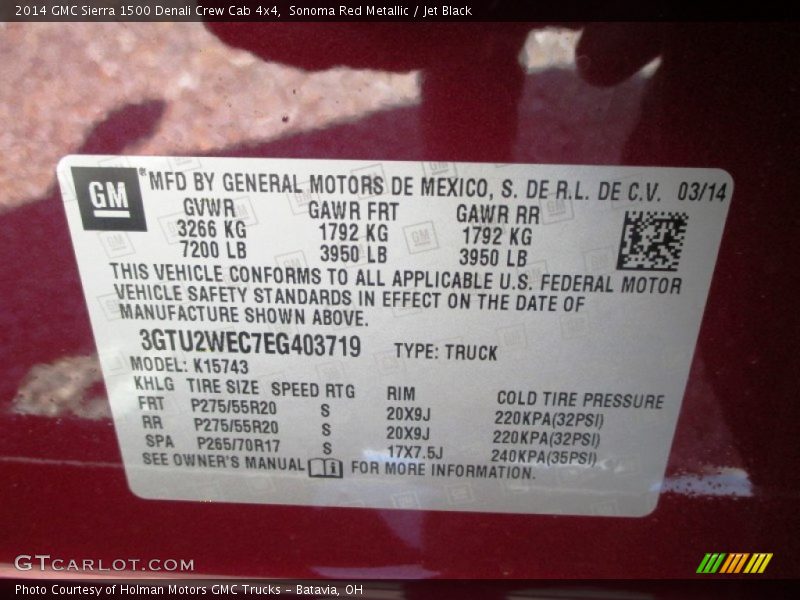 2014 GMC Sierra 1500 Denali Crew Cab 4x4, Sonoma Red Metallic / Jet Black
GM
® MFD BY GENERAL MOTORS DE MEXICO, S. DE R.L. DE C.V. 03/14
GVWR GAWR FRT GAWR RR
3266 KG 1792 KG 1792 KG
7200 LB 3950 LB 3950 LB
THIS VEHICLE CONFORMS TO ALL APPLICABLE U.S. FEDERAL MOTOR
VEHICLE SAFETY STANDARDS IN EFFECT ON THE DATE OF
MANUFACTURE SHOWN ABOVE.
3GTU2WEC7EG403719 TYPE: TRUCK
MODEL: K15743
KHLG TIRE SIZE SPEED RTG RIM COLD TIRE PRESSURE
FRT P275/55R20 S 20X9J 220KPA(32PSI)
RR P275/55R20 S 20X9J 220KPA(32PSI)
SPA P265/70R17 S 17X7.5J 240KPA(35PSI)
SEE OWNER'S MANUAL FOR MORE INFORMATION.
GTCARLOT.COM
Photo Courtesy of Holman Motors GMC Trucks – Batavia, OH